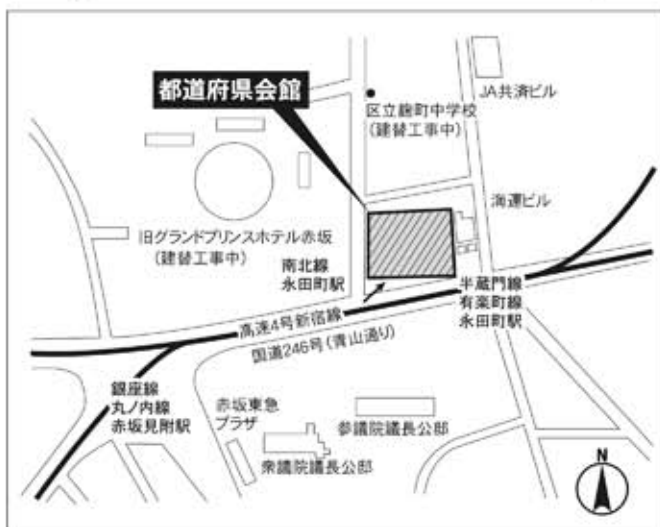 都道府県会館
JA共済ビル
区立麹町中学校
(建替工事中)
海運ビル
旧グランドプリンスホテル赤坂
(建替工事中)
南北線
永田町駅
半蔵門線
有楽町線
永田町駅
高速4号新宿線
国道246号(青山通り)
銀座線
丸ノ内線
赤坂見附駅
赤坂東急
プラザ
参議院議長公邸
衆議院議長公邸
N